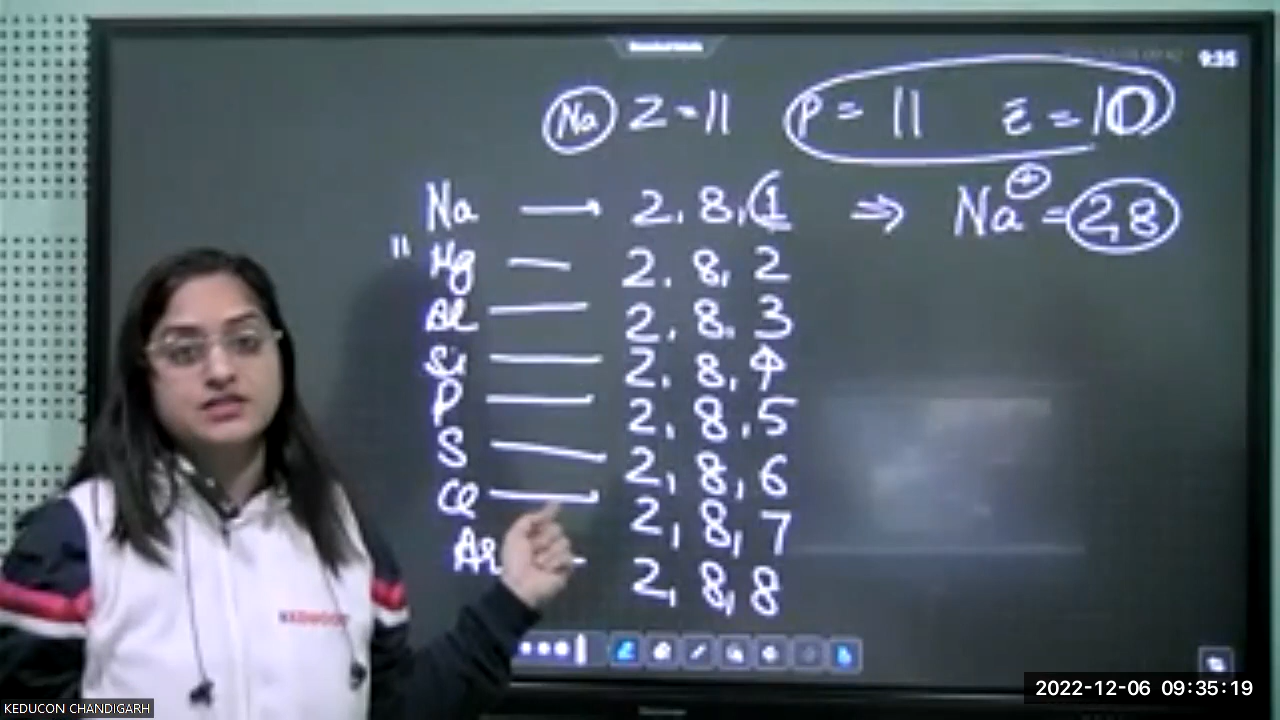 9:35
Na Z = 11 P = 11 e̅ = 10
Na → 2, 8, 1 ⇒ Na⁺ = 2,8
" Mg — 2, 8, 2
Al — 2, 8, 3
Si — 2, 8, 4
P — 2, 8, 5
S — 2, 8, 6
Cl — 2, 8, 7
Ar - 2, 8, 8
2022-12-06 09:35:19
KEDUCON CHANDIGARH